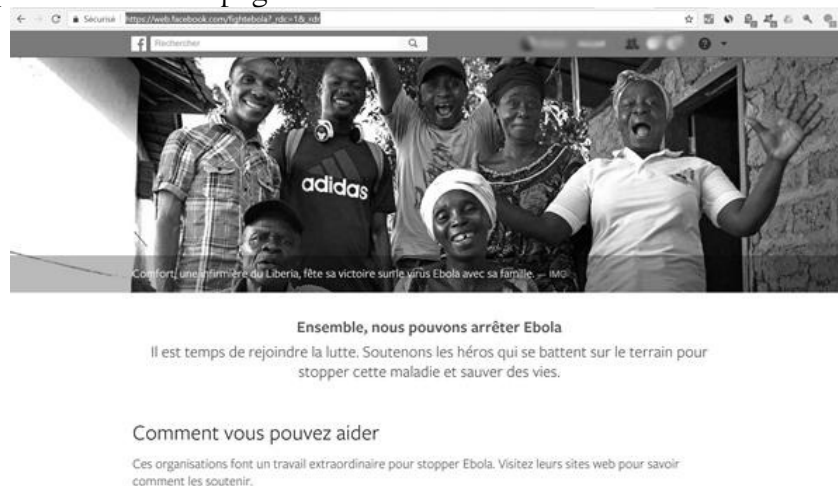 Sécurisé https://web.facebook.com/fightebola?_rdc=1&_rdr
f Rechercher
adidas
Comfort, une infirmière du Liberia, fête sa victoire sur le virus Ebola avec sa famille. — IMC
Ensemble, nous pouvons arrêter Ebola
Il est temps de rejoindre la lutte. Soutenons les héros qui se battent sur le terrain pour
stopper cette maladie et sauver des vies.
Comment vous pouvez aider
Ces organisations font un travail extraordinaire pour stopper Ebola. Visitez leurs sites web pour savoir
comment les soutenir.